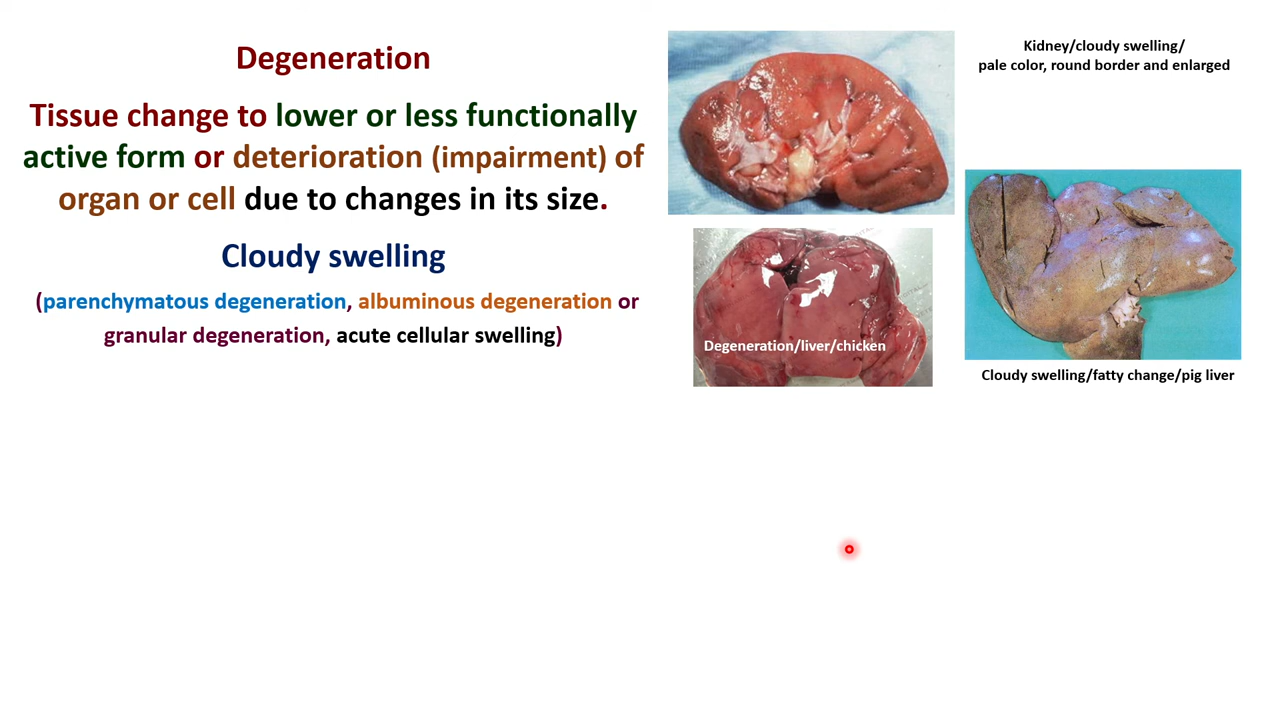 Degeneration
Tissue change to lower or less functionally
active form or deterioration (impairment) of
organ or cell due to changes in its size.
Cloudy swelling
(parenchymatous degeneration, albuminous degeneration or
granular degeneration, acute cellular swelling)
Kidney/cloudy swelling/
pale color, round border and enlarged
Degeneration/liver/chicken
Cloudy swelling/fatty change/pig liver